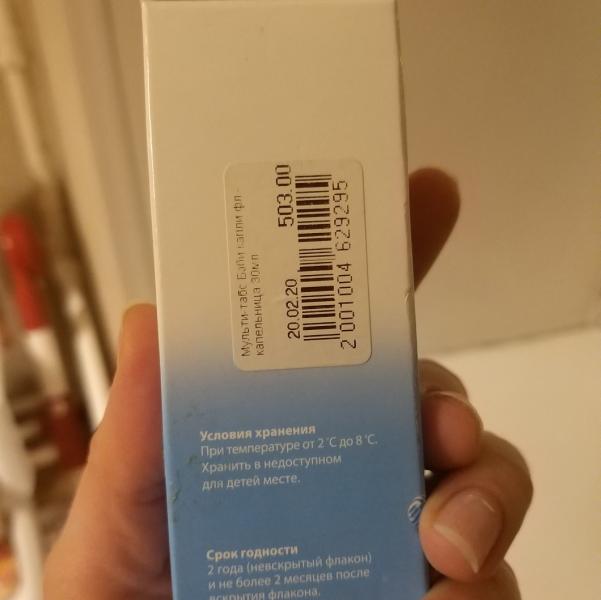 Мульти-табс Бэби капли фл.-
капельница 30мл
503.00
20.02.20
2 001004 629295
Условия хранения
При температуре от 2 °С до 8 °С.
Хранить в недоступном
для детей месте.
Срок годности
2 года (невскрытый флакон)
и не более 2 месяцев после
вскрытия флакона.